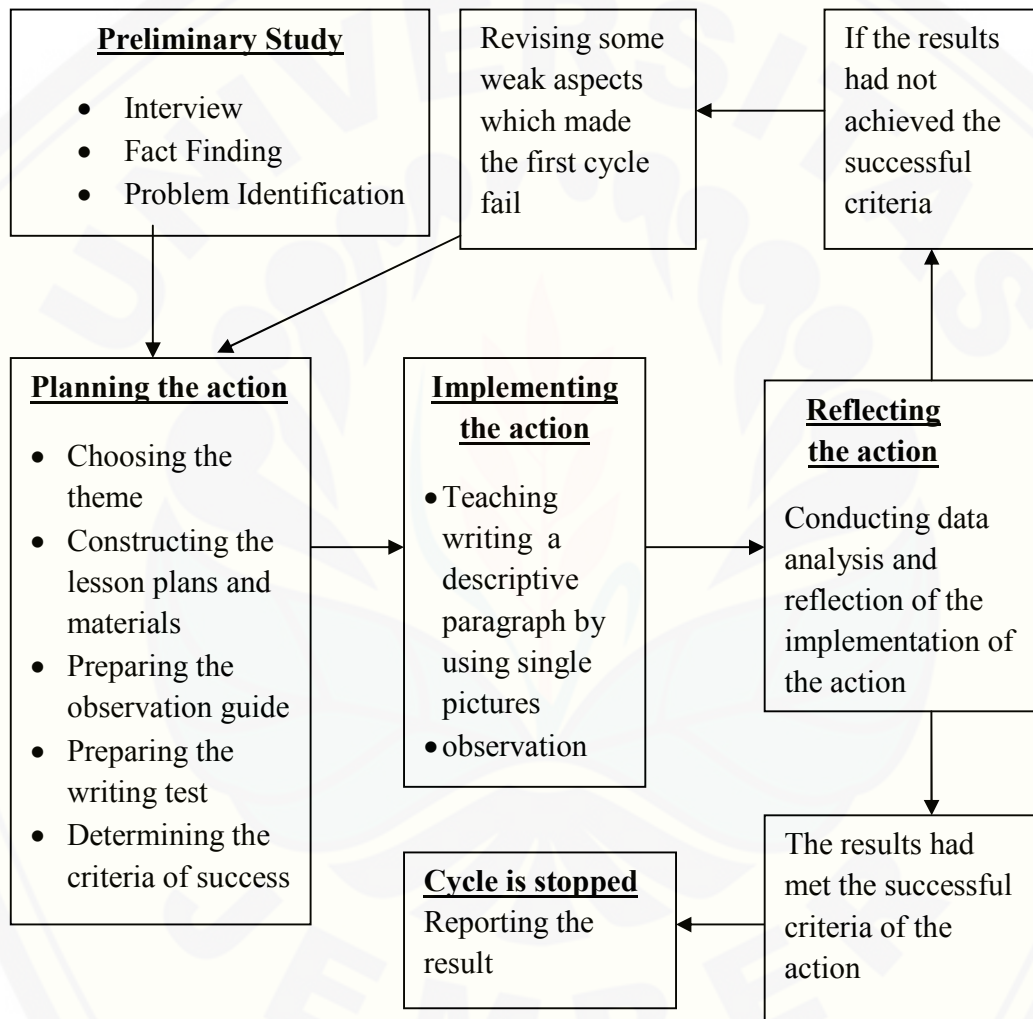 Preliminary Study
• Interview
• Fact Finding
• Problem Identification
Revising some
weak aspects
which made
the first cycle
fail
If the results
had not
achieved the
successful
criteria
Planning the action
• Choosing the
theme
• Constructing the
lesson plans and
materials
• Preparing the
observation guide
• Preparing the
writing test
• Determining the
criteria of success
Implementing
the action
• Teaching
writing a
descriptive
paragraph by
using single
pictures
• observation
Reflecting
the action
Conducting data
analysis and
reflection of the
implementation of
the action
Cycle is stopped
Reporting the
result
The results had
met the successful
criteria of the
action
UNIVERSITAS
JEMBER